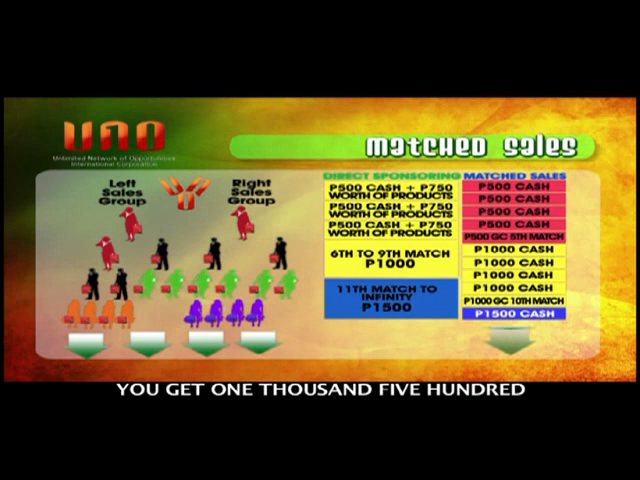 UNO
Unlimited Network of Opportunities
International Corporation
matched sales
Left
Sales
Group
Right
Sales
Group
DIRECT SPONSORING
P500 CASH + P750
WORTH OF PRODUCTS
P500 CASH + P750
WORTH OF PRODUCTS
P500 CASH + P750
WORTH OF PRODUCTS
6TH TO 9TH MATCH
P1000
11TH MATCH TO
INFINITY
P1500
MATCHED SALES
P500 CASH
P500 CASH
P500 CASH
P500 CASH
P500 GC 5TH MATCH
P1000 CASH
P1000 CASH
P1000 CASH
P1000 CASH
P1000 GC 10TH MATCH
P1500 CASH
YOU GET ONE THOUSAND FIVE HUNDRED